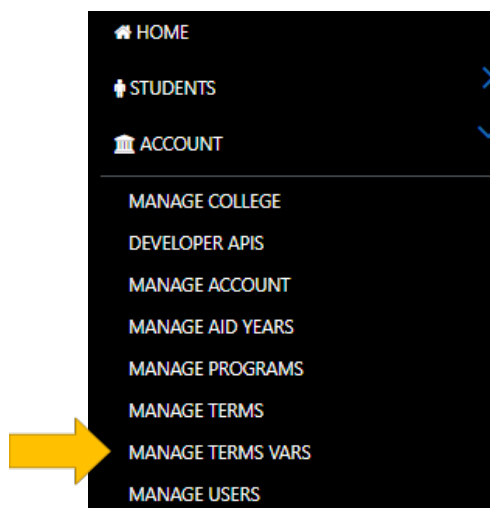 HOME
STUDENTS
ACCOUNT
MANAGE COLLEGE
DEVELOPER APIS
MANAGE ACCOUNT
MANAGE AID YEARS
MANAGE PROGRAMS
MANAGE TERMS
MANAGE TERMS VARS
MANAGE USERS